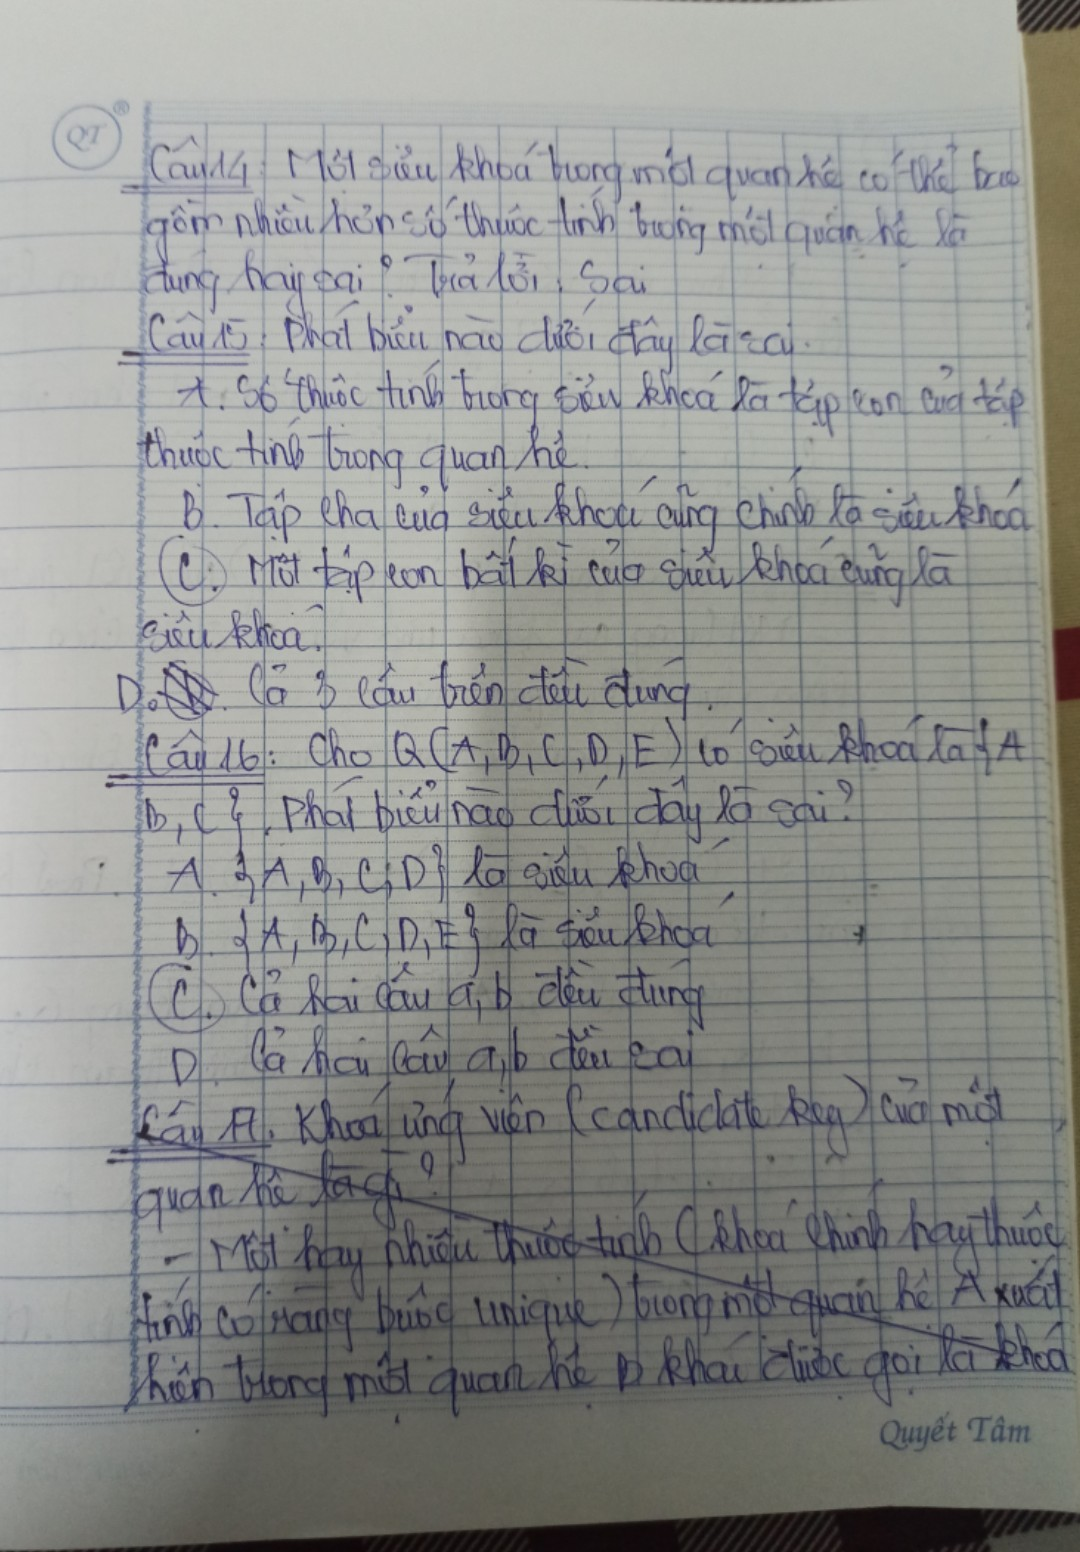 QT
®
Câu 14: Một siêu khoá trong một quan hệ có thể bao
gồm nhiều hơn số thuộc tính trong một quan hệ là
đúng hay sai? Trả lời: Sai
Câu 15: Phát biểu nào dưới đây là sai.
A. Số thuộc tính trong siêu khoá là tập con của tập
thuộc tính trong quan hệ.
B. Tập cha của siêu khoá cũng chính là siêu khoá
C. Một tập con bất kì của siêu khoá cũng là
siêu khoá.
D. Cả 3 câu trên đều đúng.
Câu 16: Cho Q(A,B,C,D,E) có siêu khoá là {A
B, C}. Phát biểu nào dưới đây là sai?
A. {A, B, C, D} là siêu khoá
B. {A, B, C, D, E} là siêu khoá
C. Cả hai câu a, b đều đúng
D. Cả hai câu a, b đều sai
Câu 17. Khoá ứng viên (candidate key) của một
quan hệ là gì?
- Một hay nhiều thuộc tính (khoá chính hay thuộc
tính có ràng buộc unique) trong một quan hệ A xuất
hiện trong một quan hệ B khác được gọi là khoá
Quyết Tâm